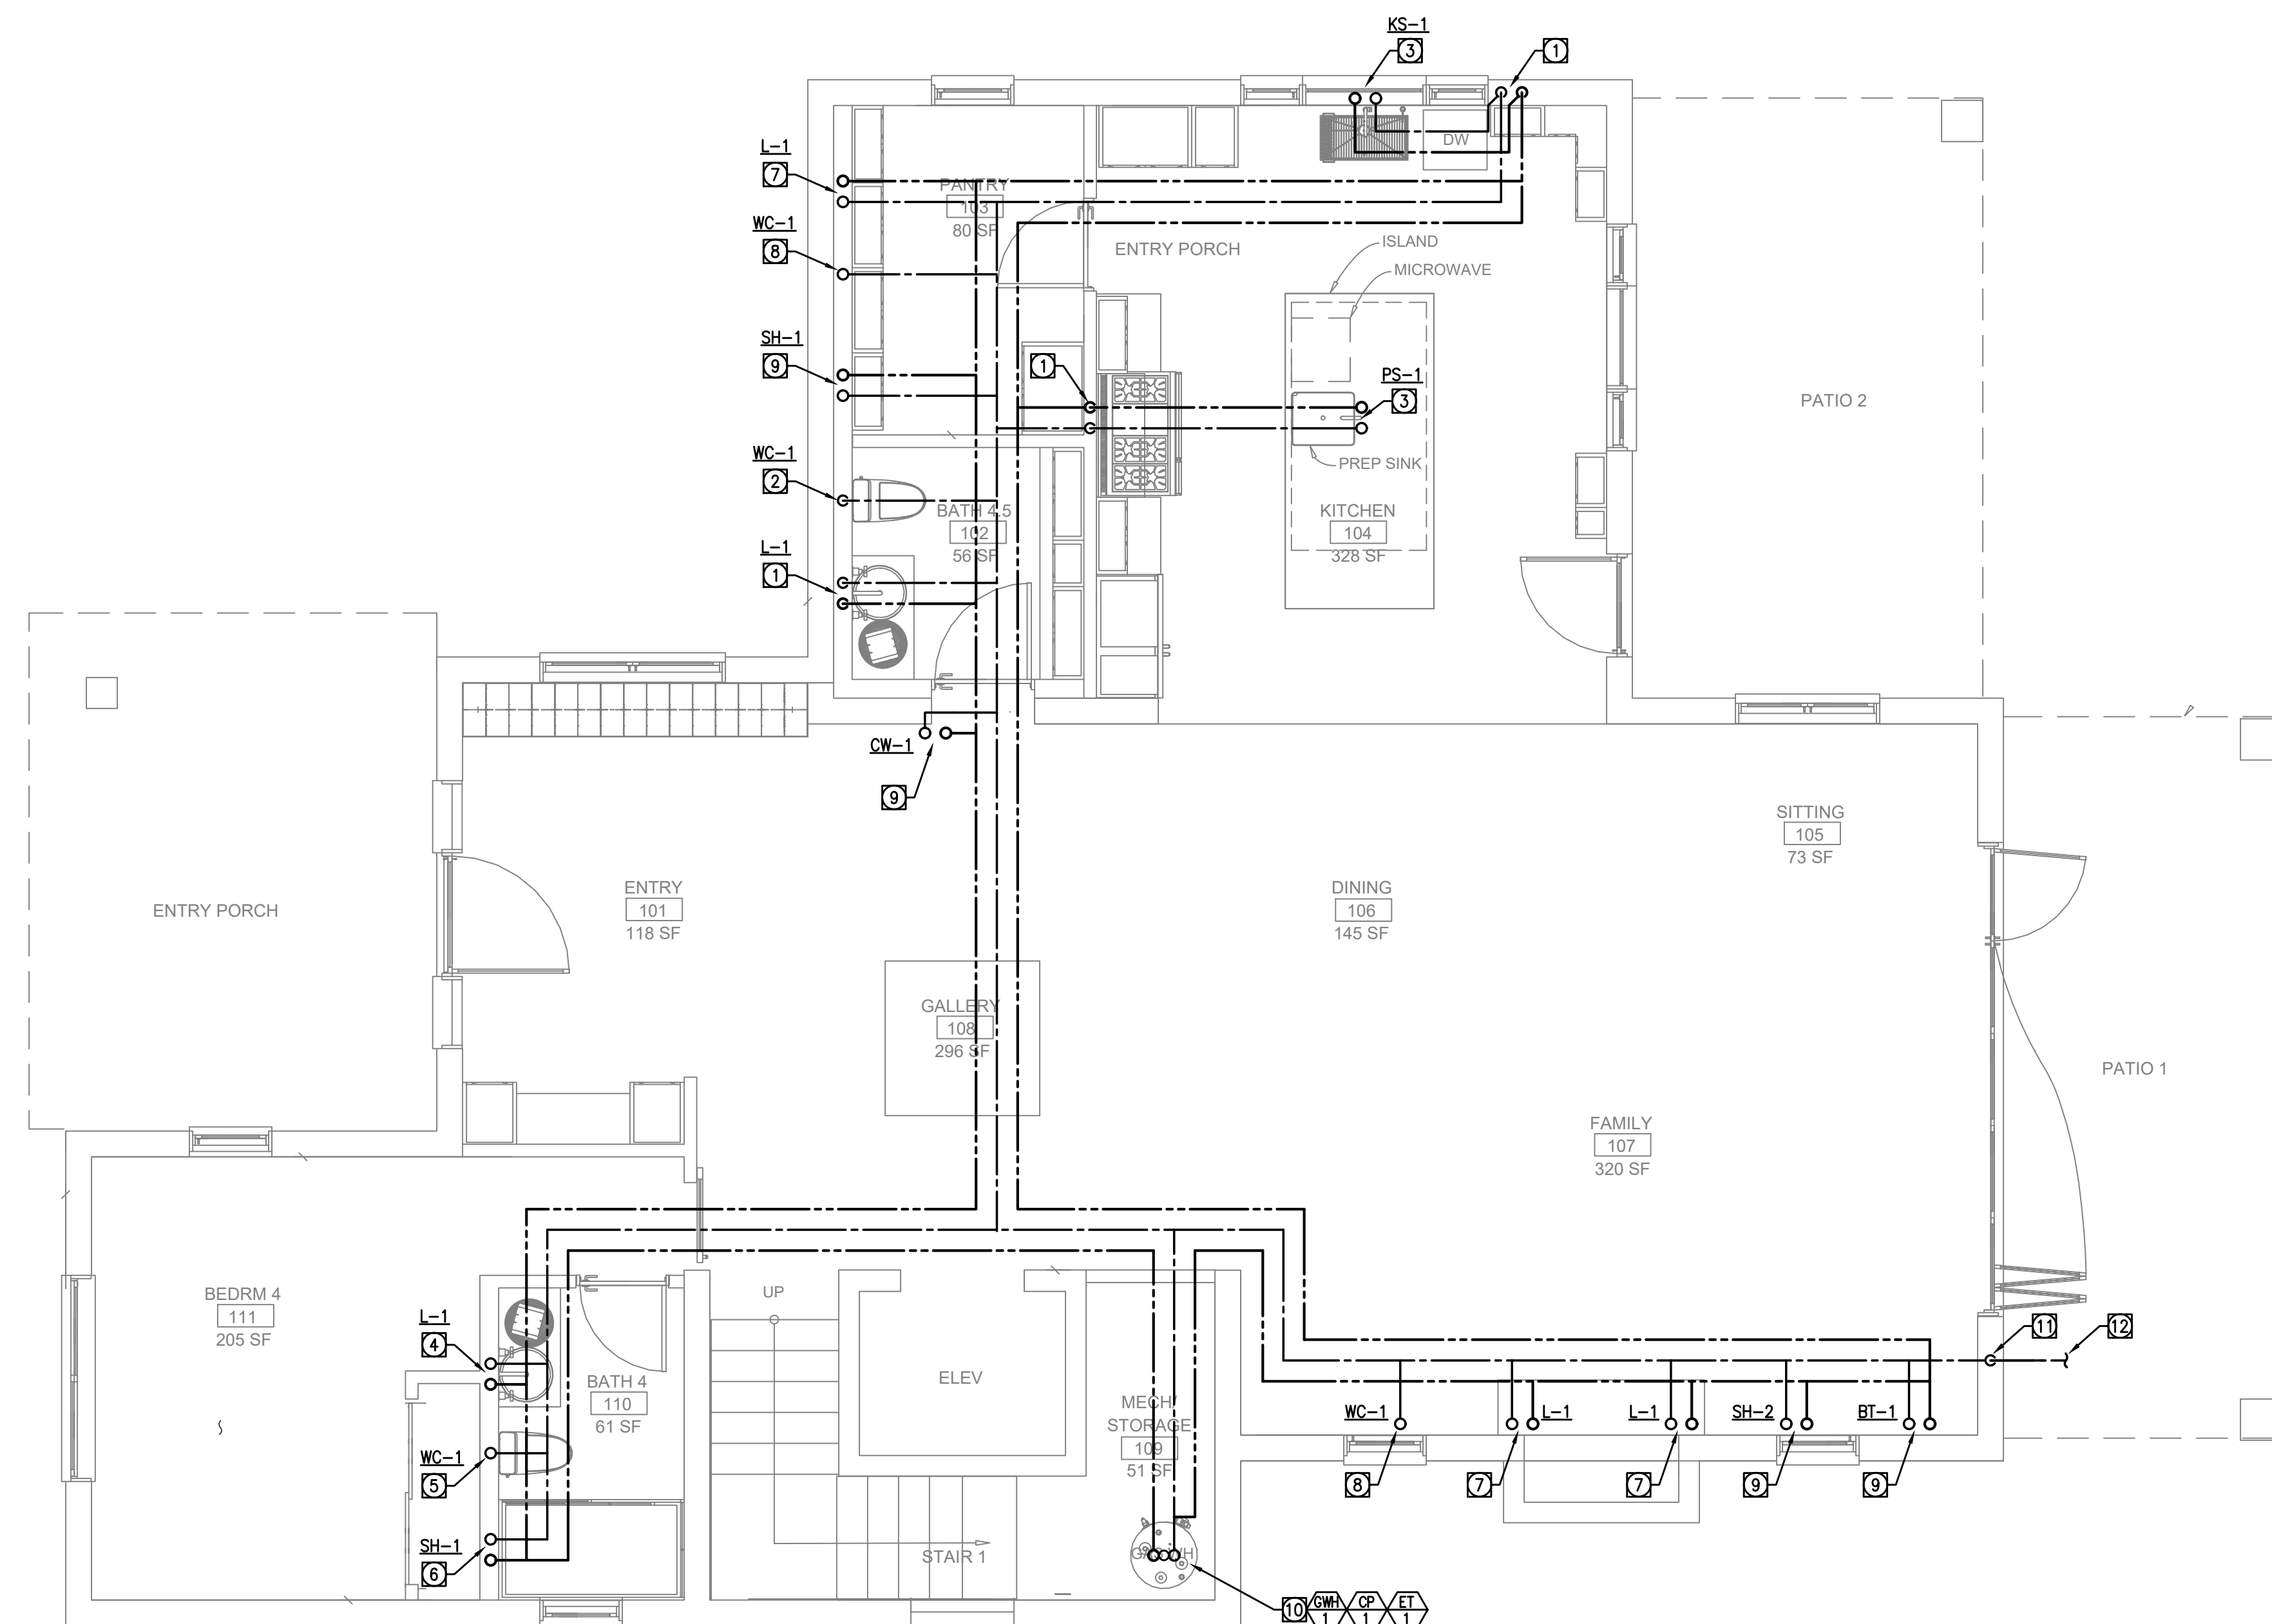 KS-1
3
1
L-1
7
PANTRY
103
80 SF
DW
WC-1
8
ENTRY PORCH
ISLAND
MICROWAVE
SH-1
9
1
PS-1
3
PATIO 2
PREP SINK
WC-1
2
BATH 4.5
102
56 SF
KITCHEN
104
328 SF
L-1
1
CW-1
9
SITTING
105
73 SF
ENTRY
101
118 SF
DINING
106
145 SF
ENTRY PORCH
GALLERY
108
296 SF
PATIO 1
FAMILY
107
320 SF
BEDRM 4
111
205 SF
UP
L-1
4
11
12
BATH 4
110
61 SF
ELEV
MECH/
STORAGE
109
51 SF
WC-1
L-1
L-1
SH-2
BT-1
WC-1
5
8
7
7
9
9
SH-1
6
STAIR 1
GAS WH
10
GWH
1
CP
1
ET
1